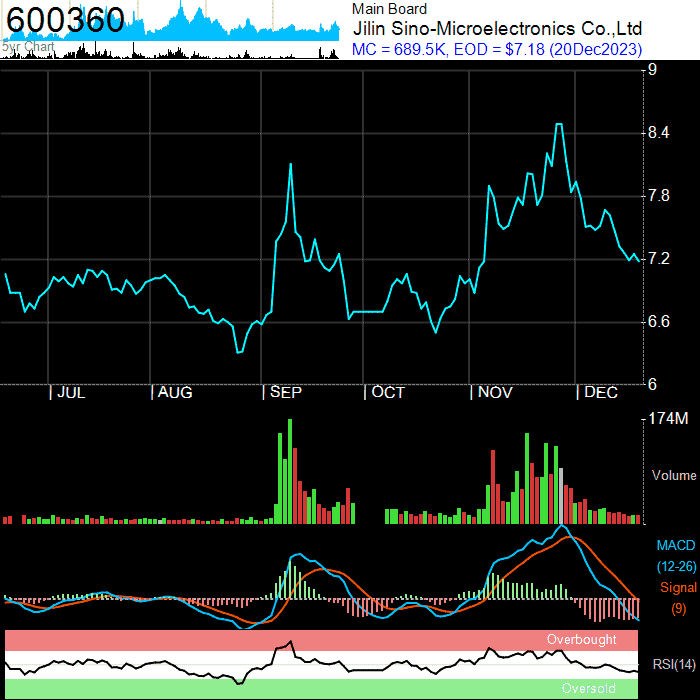 600360
5yr Chart
Main Board
Jilin Sino-Microelectronics Co.,Ltd
MC = 689.5K, EOD = $7.18 (20Dec2023)
9
8.4
7.8
7.2
6.6
6
| JUL | AUG | SEP | OCT | NOV | DEC
174M
Volume
MACD
(12-26)
Signal
(9)
Overbought
RSI(14)
Oversold